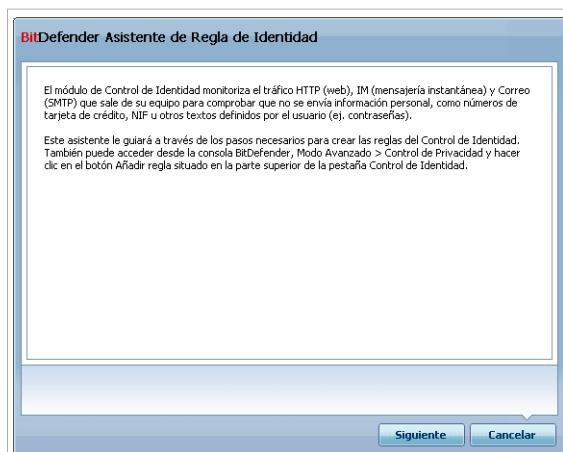 BitDefender Asistente de Regla de Identidad
El módulo de Control de Identidad monitoriza el tráfico HTTP (web), IM (mensajería instantánea) y Correo
(SMTP) que sale de su equipo para comprobar que no se envía información personal, como números de
tarjeta de crédito, NIF u otros textos definidos por el usuario (ej. contraseñas).
Este asistente le guiará a través de los pasos necesarios para crear las reglas del Control de Identidad.
También puede acceder desde la consola BitDefender, Modo Avanzado > Control de Privacidad y hacer
clic en el botón Añadir regla situado en la parte superior de la pestaña Control de Identidad.
Siguiente
Cancelar